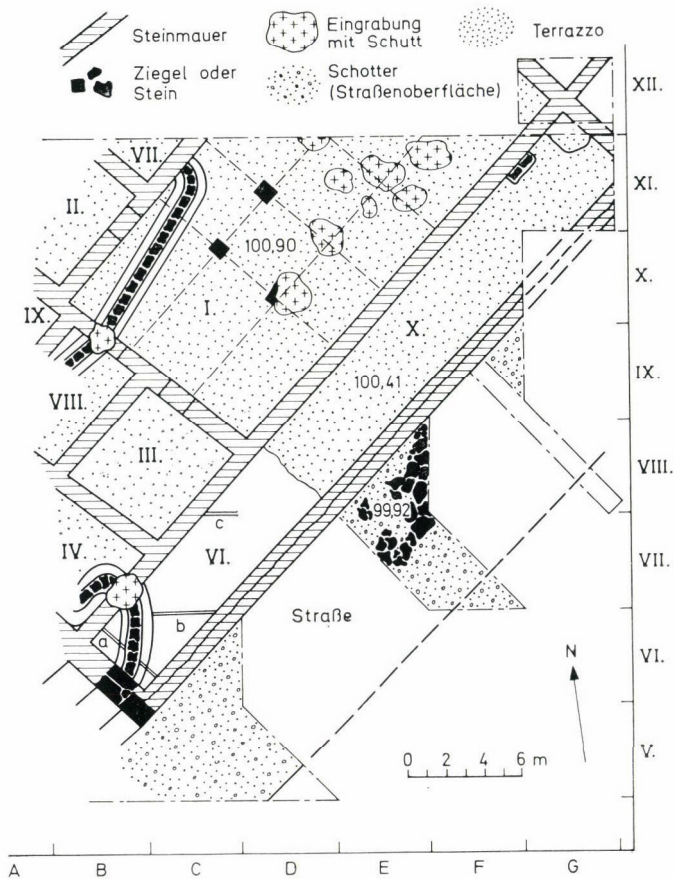 Steinmauer
Eingrabung
mit Schutt
Terrazzo
Ziegel oder
Stein
Schotter
(Straßenoberfläche)
XII.
VII.
XI.
II.
100,90
X.
I.
X.
IX.
100,41
IX.
VIII.
III.
VIII.
99,92
c
IV.
VI.
VII.
Straße
b
a
N
VI.
0 2 4 6 m
V.
A B C D E F G